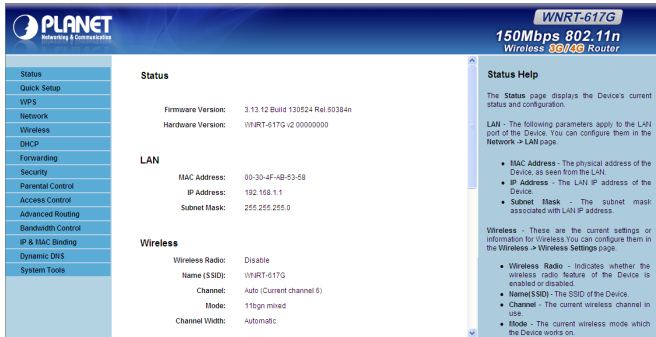 PLANET
Networking & Communication
WNRT-617G
150Mbps 802.11n
Wireless 3G/4G Router
Status
Quick Setup
WPS
Network
Wireless
DHCP
Forwarding
Security
Parental Control
Access Control
Advanced Routing
Bandwidth Control
IP & MAC Binding
Dynamic DNS
System Tools
Status
Firmware Version: 3.13.12 Build 130524 Rel.60384n
Hardware Version: WNRT-617G v2 00000000
LAN
MAC Address: 00-30-4F-AB-53-58
IP Address: 192.168.1.1
Subnet Mask: 255.255.255.0
Wireless
Wireless Radio: Disable
Name (SSID): WNRT-617G
Channel: Auto (Current channel 6)
Mode: 11bgn mixed
Channel Width: Automatic
Status Help
The Status page displays the Device's current
status and configuration.
LAN - The following parameters apply to the LAN
port of the Device. You can configure them in the
Network -> LAN page.
• MAC Address - The physical address of the
Device, as seen from the LAN.
• IP Address - The LAN IP address of the
Device.
• Subnet Mask - The subnet mask
associated with LAN IP address.
Wireless - These are the current settings or
information for Wireless.You can configure them in
the Wireless -> Wireless Settings page.
• Wireless Radio - Indicates whether the
wireless radio feature of the Device is
enabled or disabled.
• Name(SSID) - The SSID of the Device.
• Channel - The current wireless channel in
use.
• Mode - The current wireless mode which
the Device works on.